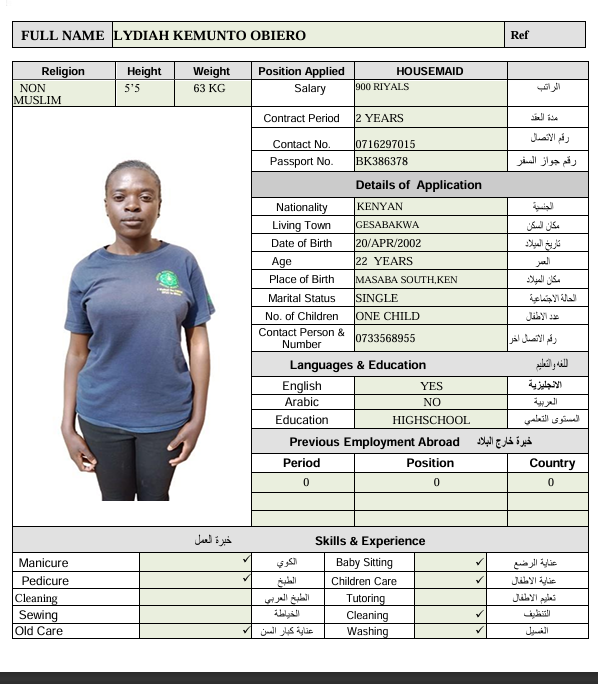 FULL NAME LYDIAH KEMUNTO OBIERO Ref
Religion Height Weight Position Applied HOUSEMAID
NON MUSLIM 5’5 63 KG Salary 900 RIYALS الراتب
Contract Period 2 YEARS مدة العقد
Contact No. 0716297015 رقم الاتصال
Passport No. BK386378 رقم جواز السفر
Details of Application
Nationality KENYAN الجنسية
Living Town GESABAKWA مكان السكن
Date of Birth 20/APR/2002 تاريخ الميلاد
Age 22 YEARS العمر
Place of Birth MASABA SOUTH,KEN مكان الميلاد
Marital Status SINGLE الحالة الاجتماعية
No. of Children ONE CHILD عدد الاطفال
Contact Person & Number 0733568955 رقم الاتصال اخر
Languages & Education اللغه والتعليم
English YES الانجليزية
Arabic NO العربية
Education HIGHSCHOOL المستوى التعلمي
Previous Employment Abroad خبرة خارج البلاد
Period Position Country
0 0 0
خبرة العمل Skills & Experience
Manicure ✓ الكوي Baby Sitting ✓ عناية الرضع
Pedicure ✓ الطبخ Children Care ✓ عناية الاطفال
Cleaning الطبخ العربي Tutoring تعليم الاطفال
Sewing الخياطة Cleaning ✓ التنظيف
Old Care ✓ عناية كبار السن Washing ✓ الغسيل